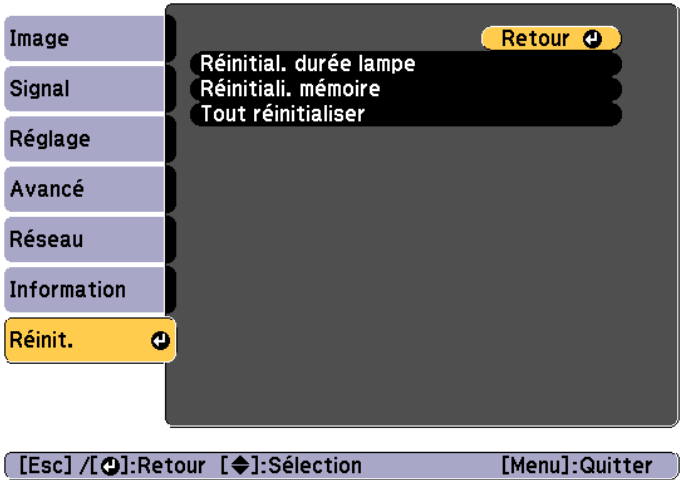 Image
Signal
Réglage
Avancé
Réseau
Information
Réinit.
Retour
Réinitial. durée lampe
Réinitiali. mémoire
Tout réinitialiser
[Esc] /[⏎]:Retour [◆]:Sélection [Menu]:Quitter